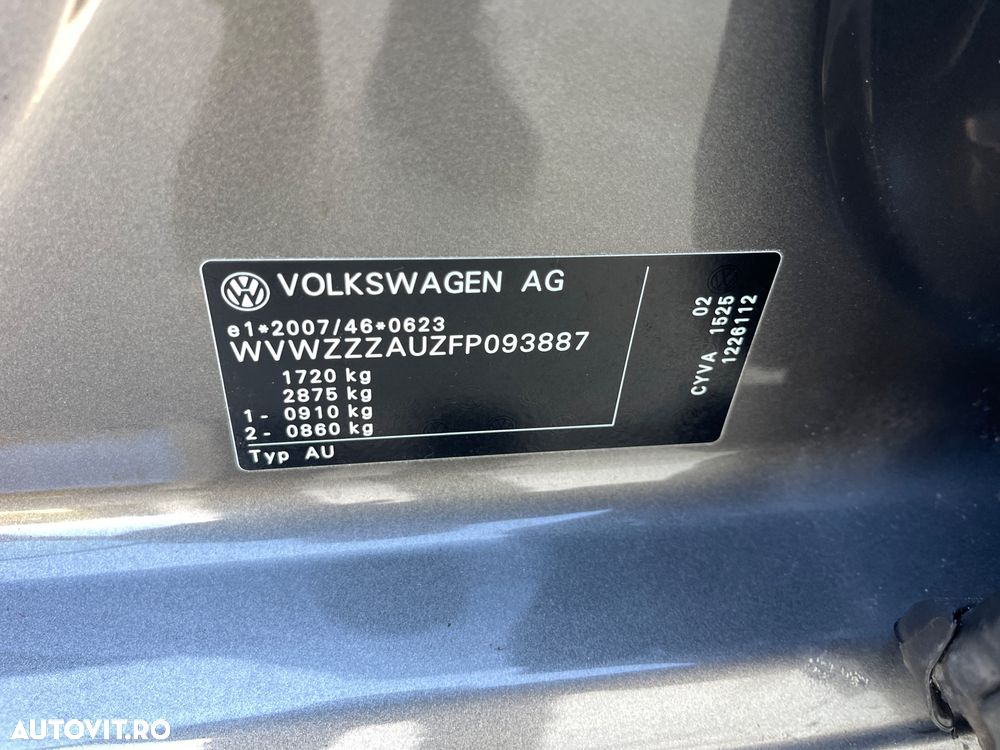 VOLKSWAGEN AG
e1*2007/46*0623
WVWZZZAUZFP093887
1720 kg
2875 kg
1- 0910 kg
2- 0860 kg
Typ AU
02
CYVA 1525
1226112
AUTOVIT.RO